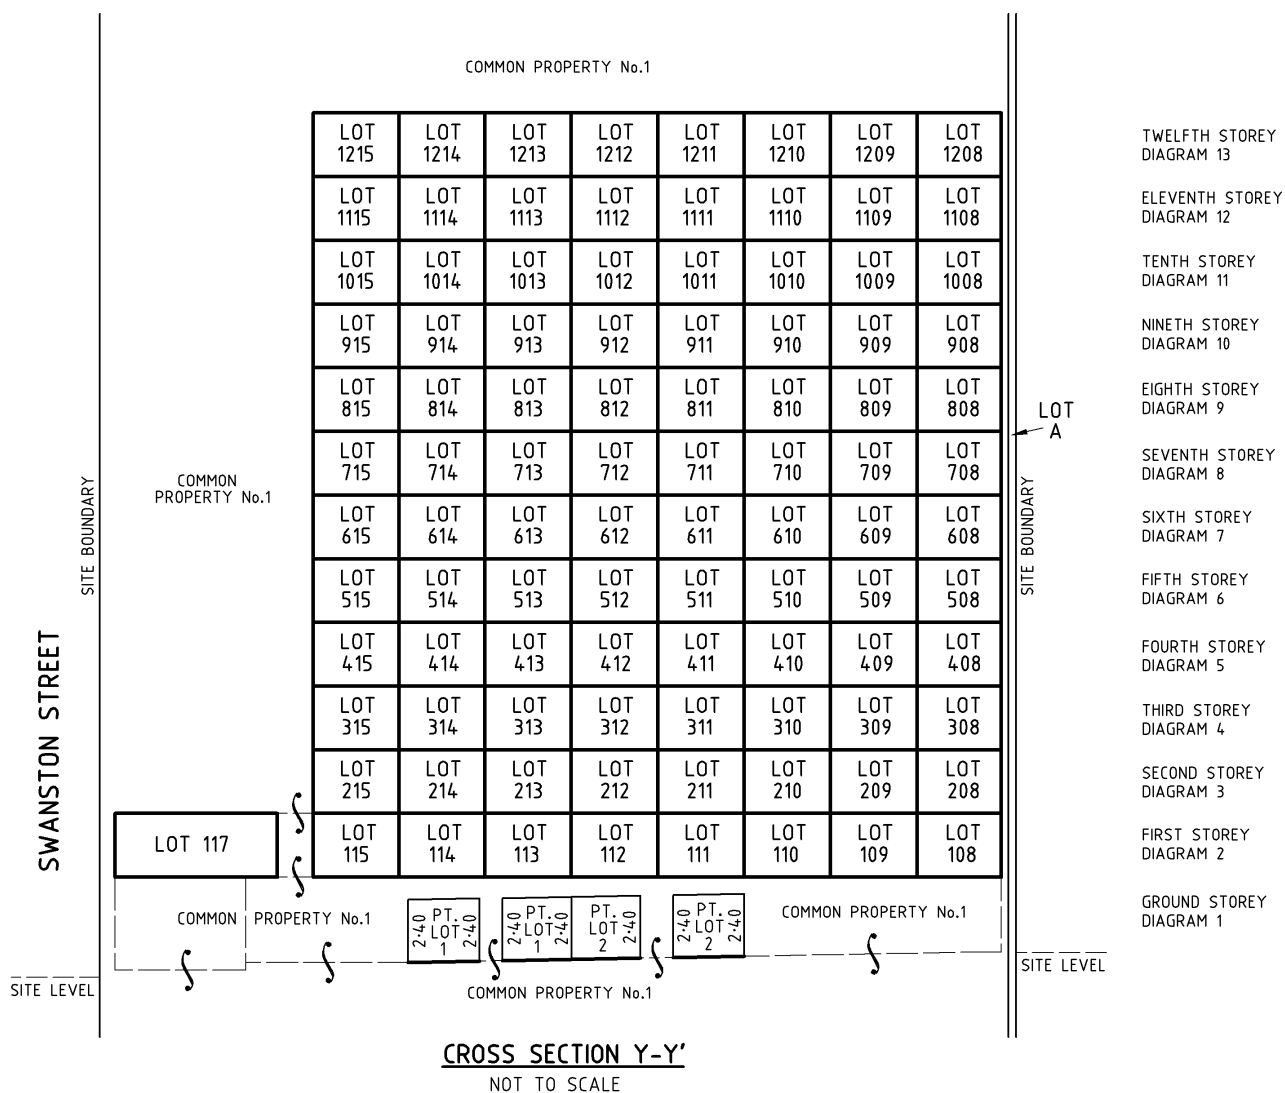 COMMON PROPERTY No.1
LOT LOT LOT LOT LOT LOT LOT LOT
1215 1214 1213 1212 1211 1210 1209 1208
TWELFTH STOREY
DIAGRAM 13
LOT LOT LOT LOT LOT LOT LOT LOT
1115 1114 1113 1112 1111 1110 1109 1108
ELEVENTH STOREY
DIAGRAM 12
LOT LOT LOT LOT LOT LOT LOT LOT
1015 1014 1013 1012 1011 1010 1009 1008
TENTH STOREY
DIAGRAM 11
LOT LOT LOT LOT LOT LOT LOT LOT
915 914 913 912 911 910 909 908
NINETH STOREY
DIAGRAM 10
LOT LOT LOT LOT LOT LOT LOT LOT
815 814 813 812 811 810 809 808
EIGHTH STOREY
DIAGRAM 9
LOT
A
LOT LOT LOT LOT LOT LOT LOT LOT
715 714 713 712 711 710 709 708
SEVENTH STOREY
DIAGRAM 8
COMMON
PROPERTY No.1
SITE BOUNDARY
SITE BOUNDARY
LOT LOT LOT LOT LOT LOT LOT LOT
615 614 613 612 611 610 609 608
SIXTH STOREY
DIAGRAM 7
LOT LOT LOT LOT LOT LOT LOT LOT
515 514 513 512 511 510 509 508
FIFTH STOREY
DIAGRAM 6
LOT LOT LOT LOT LOT LOT LOT LOT
415 414 413 412 411 410 409 408
FOURTH STOREY
DIAGRAM 5
SWANSTON STREET
LOT LOT LOT LOT LOT LOT LOT LOT
315 314 313 312 311 310 309 308
THIRD STOREY
DIAGRAM 4
LOT LOT LOT LOT LOT LOT LOT LOT
215 214 213 212 211 210 209 208
SECOND STOREY
DIAGRAM 3
LOT 117
LOT LOT LOT LOT LOT LOT LOT LOT
115 114 113 112 111 110 109 108
FIRST STOREY
DIAGRAM 2
COMMON PROPERTY No.1
2·40
PT.
LOT
1
2·40
2·40
PT.
LOT
1
2·40
PT.
LOT
2
2·40
2·40
PT.
LOT
2
2·40
COMMON PROPERTY No.1
GROUND STOREY
DIAGRAM 1
SITE LEVEL
SITE LEVEL
COMMON PROPERTY No.1
CROSS SECTION Y-Y'
NOT TO SCALE